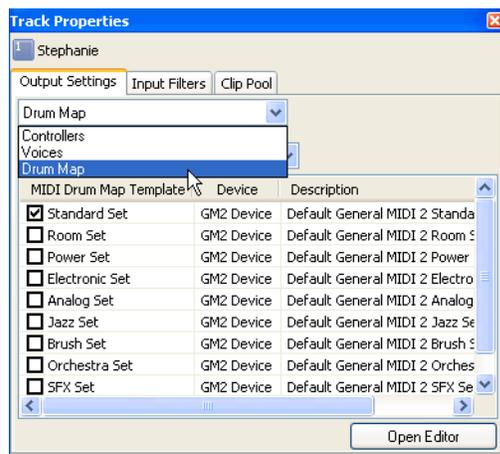 Track Properties
1 Stephanie
Output Settings Input Filters Clip Pool
Drum Map
Controllers
Voices
Drum Map
MIDI Drum Map Template Device Description
Standard Set GM2 Device Default General MIDI 2 Standa
Room Set GM2 Device Default General MIDI 2 Room S
Power Set GM2 Device Default General MIDI 2 Power
Electronic Set GM2 Device Default General MIDI 2 Electro
Analog Set GM2 Device Default General MIDI 2 Analog
Jazz Set GM2 Device Default General MIDI 2 Jazz Se
Brush Set GM2 Device Default General MIDI 2 Brush S
Orchestra Set GM2 Device Default General MIDI 2 Orches
SFX Set GM2 Device Default General MIDI 2 SFX Se
Open Editor